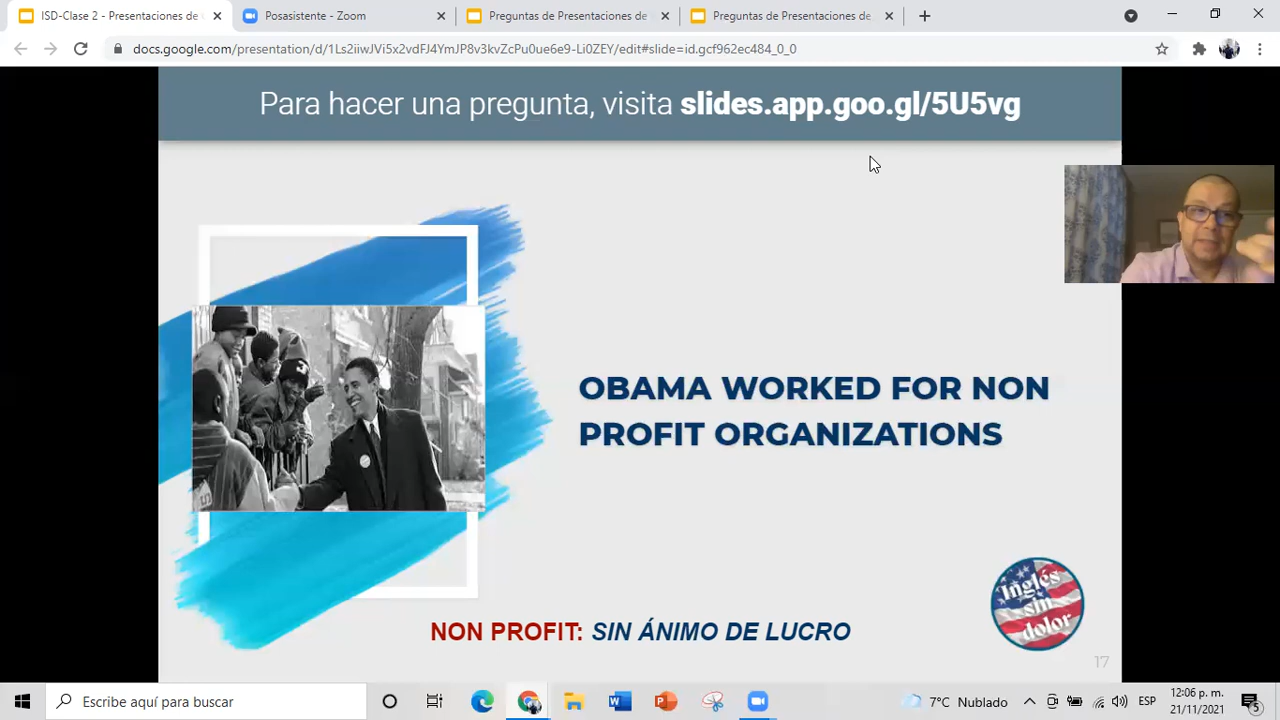 ISD-Clase 2 - Presentaciones de
Posasistente - Zoom
Preguntas de Presentaciones de
Preguntas de Presentaciones de
docs.google.com/presentation/d/1Ls2iiwJVi5x2vdFJ4YmJP8v3kvZcPu0ue6e9-Li0ZEY/edit#slide=id.gcf962ec484_0_0
Para hacer una pregunta, visita slides.app.goo.gl/5U5vg
OBAMA WORKED FOR NON
PROFIT ORGANIZATIONS
Inglés
sin
dolor
NON PROFIT: SIN ÁNIMO DE LUCRO
17
Escribe aquí para buscar
7°C Nublado
ESP
12:06 p. m.
21/11/2021
5